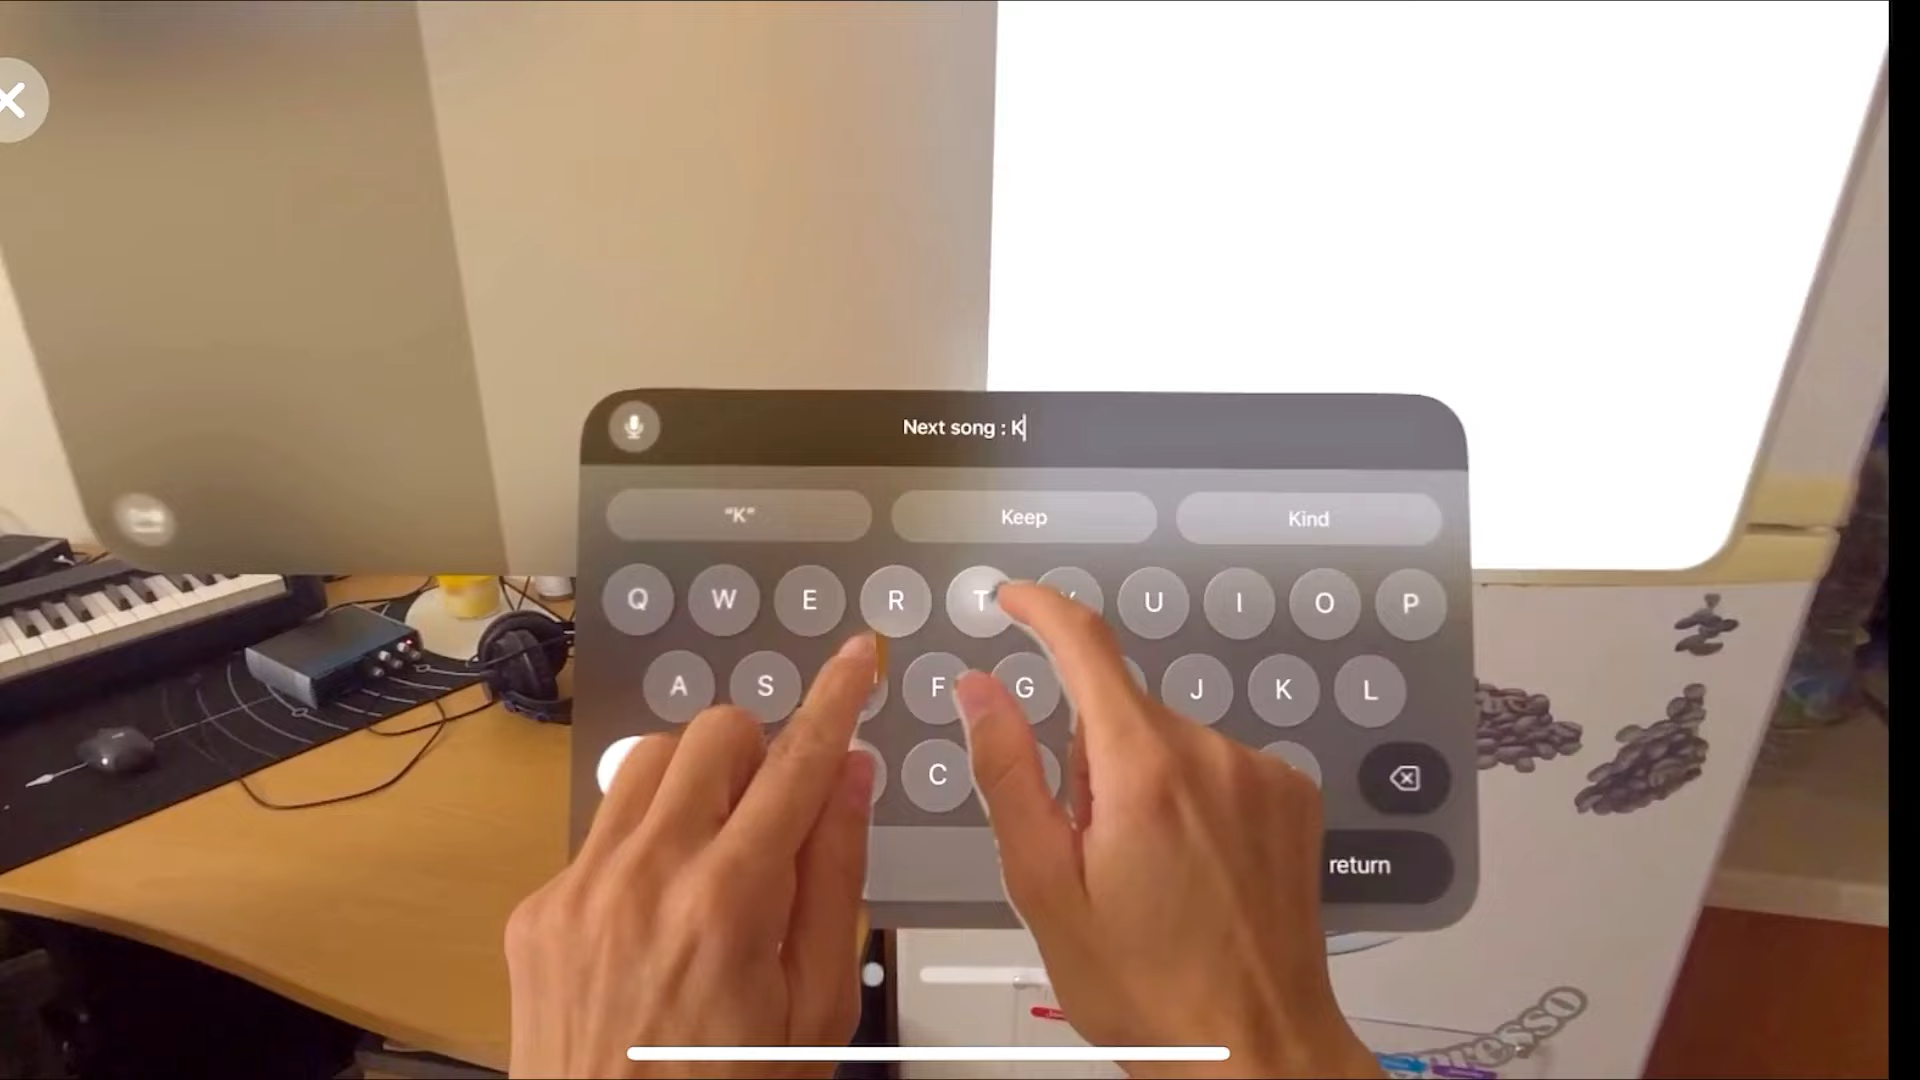 Next song : K
"K"
Keep
Kind
Q W E R T Y U I O P
A S F G J K L
C
return